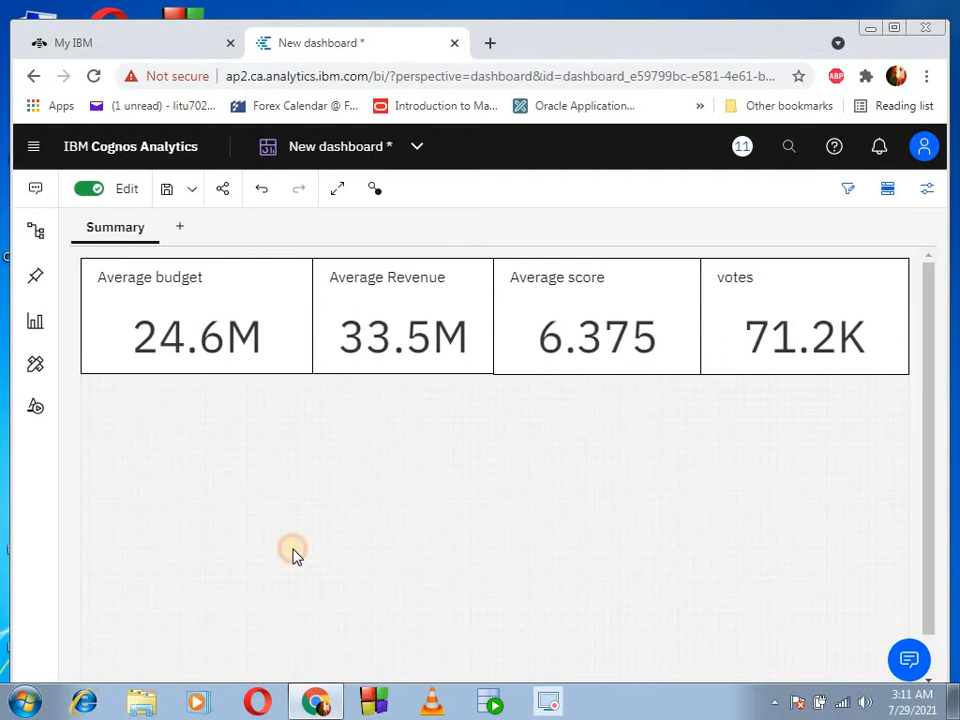 My IBM
New dashboard *
Not secure
ap2.ca.analytics.ibm.com/bi/?perspective=dashboard&id=dashboard_e59799bc-e581-4e61-b...
ABP
Apps
(1 unread) - litu702...
Forex Calendar @ F...
Introduction to Ma...
Oracle Application...
»
Other bookmarks
Reading list
IBM Cognos Analytics
New dashboard *
11
Edit
Summary
+
Average budget
Average Revenue
Average score
votes
24.6M
33.5M
6.375
71.2K
3:11 AM
7/29/2021